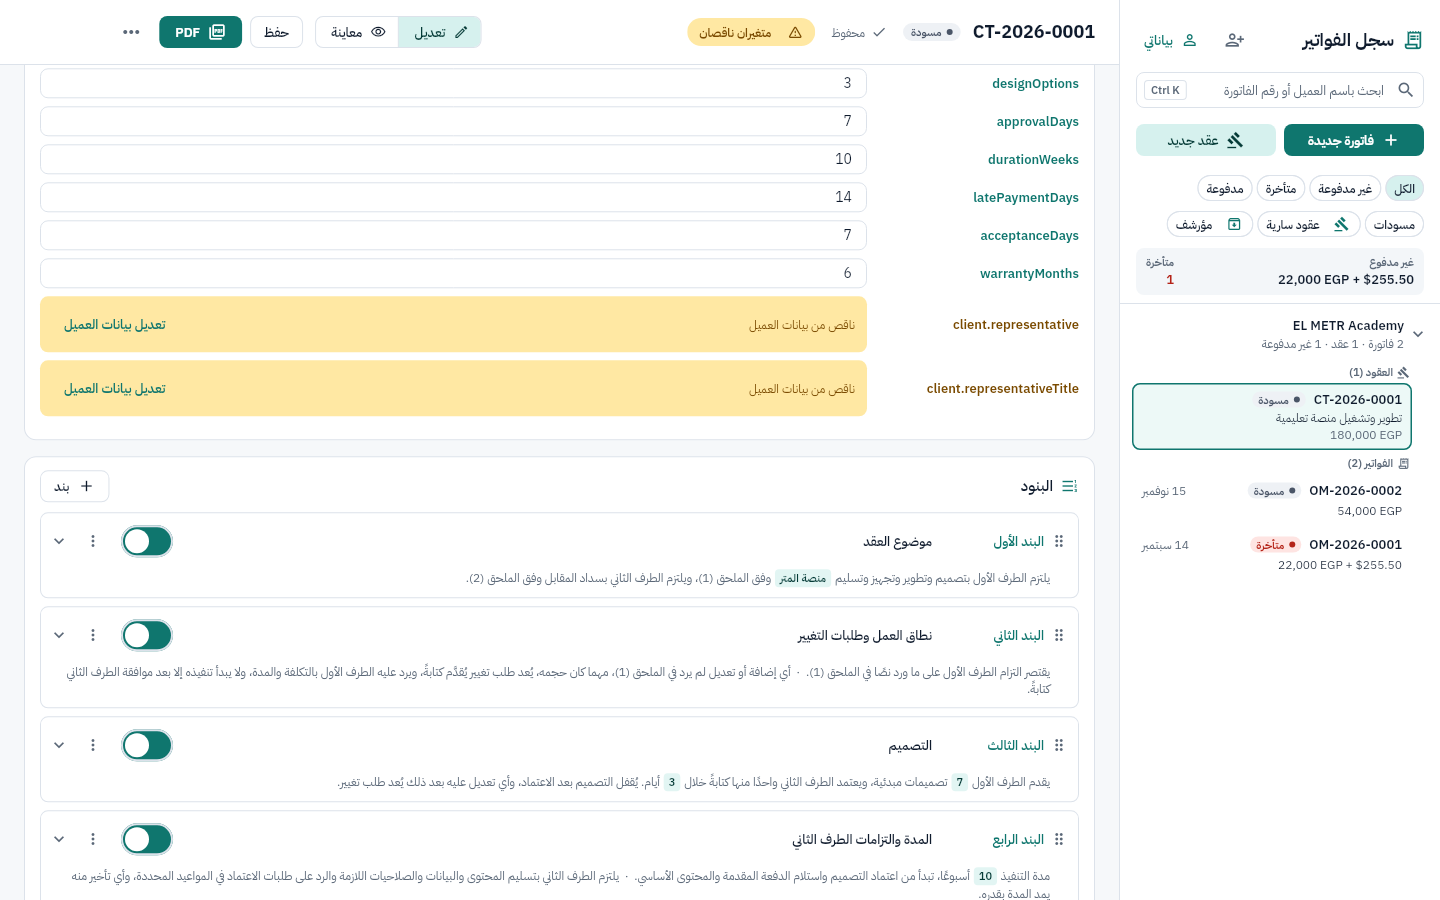 سجل الفواتير
بياناتي
ابحث باسم العميل أو رقم الفاتورة
Ctrl K
فاتورة جديدة
عقد جديد
الكل
غير مدفوعة
متأخرة
مدفوعة
مسودات
عقود سارية
مؤرشف
غير مدفوع
متأخرة
22,000 EGP + $255.50
1
EL METR Academy
2 فاتورة · 1 عقد · 1 غير مدفوعة
العقود (1)
CT-2026-0001
مسودة
تطوير وتشغيل منصة تعليمية
180,000 EGP
الفواتير (2)
OM-2026-0002
مسودة
15 نوفمبر
54,000 EGP
OM-2026-0001
متأخرة
14 سبتمبر
22,000 EGP + $255.50
CT-2026-0001
مسودة
محفوظ
متغيران ناقصان
تعديل
معاينة
حفظ
PDF
designOptions
3
approvalDays
7
durationWeeks
10
latePaymentDays
14
acceptanceDays
7
warrantyMonths
6
client.representative
ناقص من بيانات العميل
تعديل بيانات العميل
client.representativeTitle
ناقص من بيانات العميل
تعديل بيانات العميل
البنود
بند
البند الأول
موضوع العقد
يلتزم الطرف الأول بتصميم وتطوير وتجهيز وتسليم منصة المتر وفق الملحق (1)، ويلتزم الطرف الثاني بسداد المقابل وفق الملحق (2).
البند الثاني
نطاق العمل وطلبات التغيير
يقتصر التزام الطرف الأول على ما ورد نصًا في الملحق (1). · أي إضافة أو تعديل لم يرد في الملحق (1)، مهما كان حجمه، يُعد طلب تغيير يُقدَّم كتابةً، ويرد عليه الطرف الأول بالتكلفة والمدة، ولا يبدأ تنفيذه إلا بعد موافقة الطرف الثاني
كتابةً.
البند الثالث
التصميم
يقدم الطرف الأول 7 تصميمات مبدئية، ويعتمد الطرف الثاني واحدًا منها كتابةً خلال 3 أيام. يُقفل التصميم بعد الاعتماد، وأي تعديل عليه بعد ذلك يُعد طلب تغيير.
البند الرابع
المدة والتزامات الطرف الثاني
مدة التنفيذ 10 أسبوعًا، تبدأ من اعتماد التصميم واستلام الدفعة المقدمة والمحتوى الأساسي. · يلتزم الطرف الثاني بتسليم المحتوى والبيانات والصلاحيات اللازمة والرد على طلبات الاعتماد في المواعيد المحددة، وأي تأخير منه
يمد المدة بقدره.